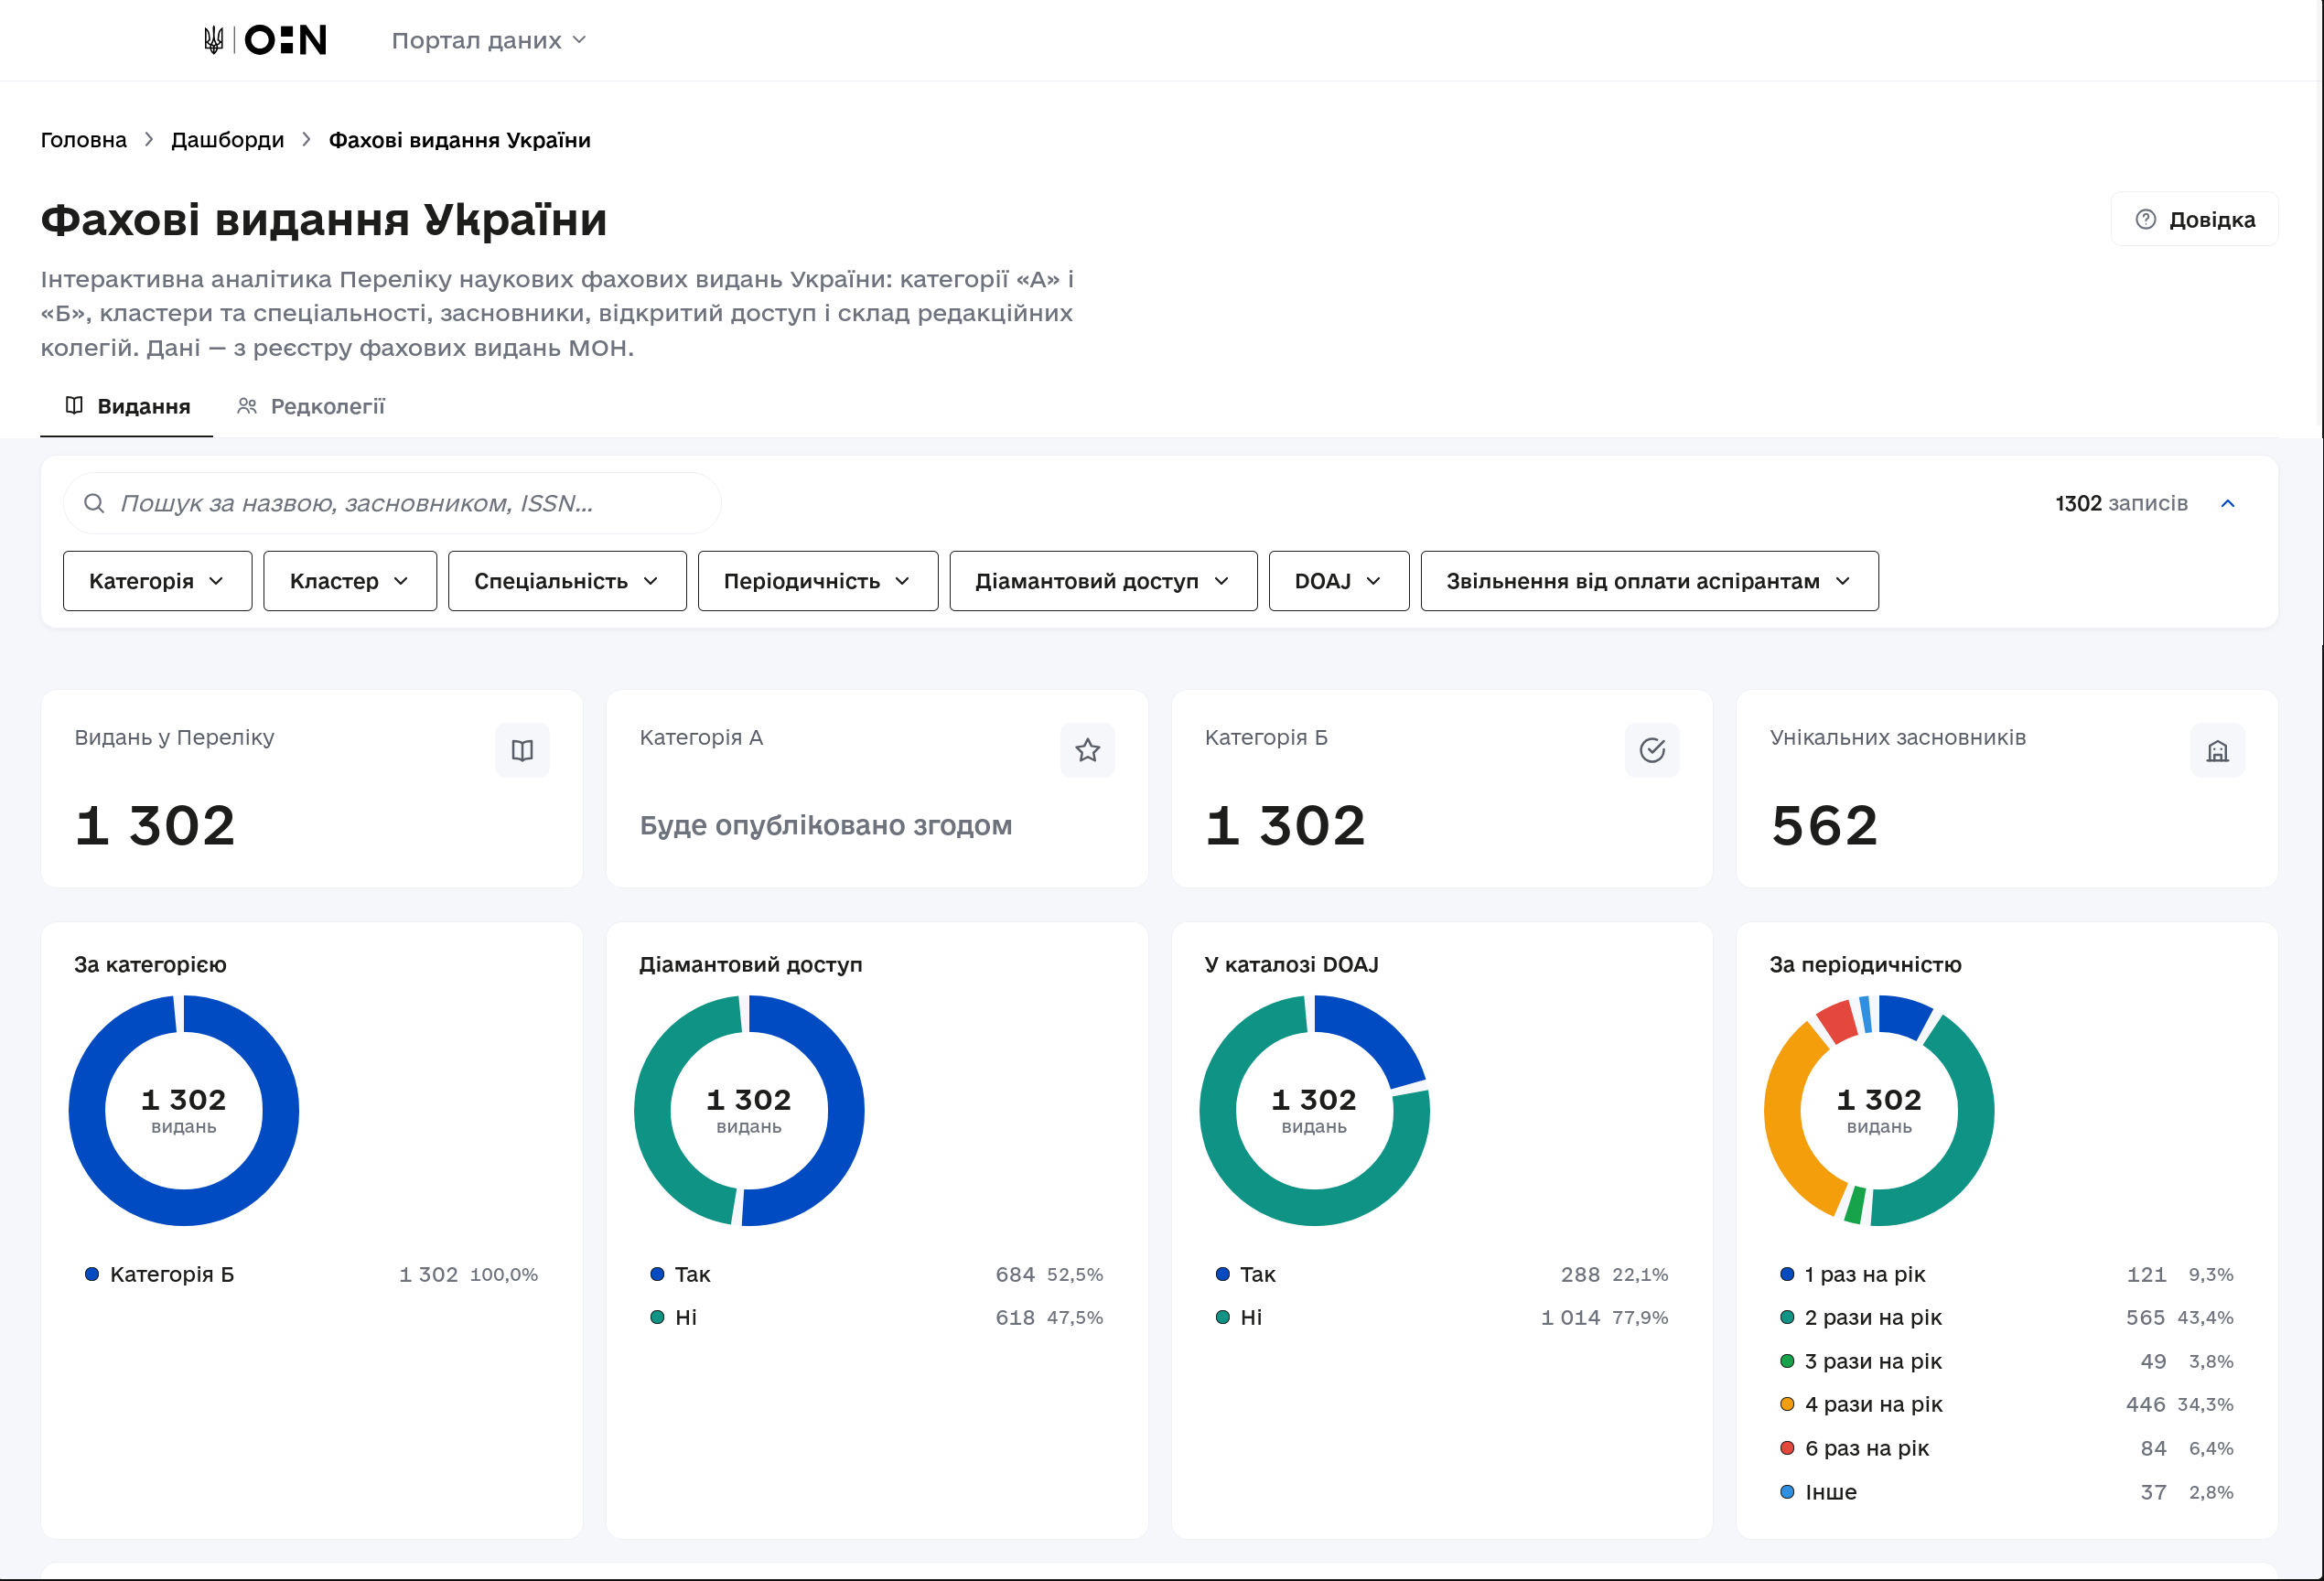 О:Н
Портал даних
Головна > Дашборди > Фахові видання України
Фахові видання України
Довідка
Інтерактивна аналітика Переліку наукових фахових видань України: категорії «А» і
«Б», кластери та спеціальності, засновники, відкритий доступ і склад редакційних
колегій. Дані — з реєстру фахових видань МОН.
Видання
Редколегії
Пошук за назвою, засновником, ISSN...
1302 записів
Категорія
Кластер
Спеціальність
Періодичність
Діамантовий доступ
DOAJ
Звільнення від оплати аспірантам
Видань у Переліку
1 302
Категорія А
Буде опубліковано згодом
Категорія Б
1 302
Унікальних засновників
562
За категорією
1 302
видань
Категорія Б 1 302 100,0%
Діамантовий доступ
1 302
видань
Так 684 52,5%
Ні 618 47,5%
У каталозі DOAJ
1 302
видань
Так 288 22,1%
Ні 1 014 77,9%
За періодичністю
1 302
видань
1 раз на рік 121 9,3%
2 рази на рік 565 43,4%
3 рази на рік 49 3,8%
4 рази на рік 446 34,3%
6 раз на рік 84 6,4%
Інше 37 2,8%